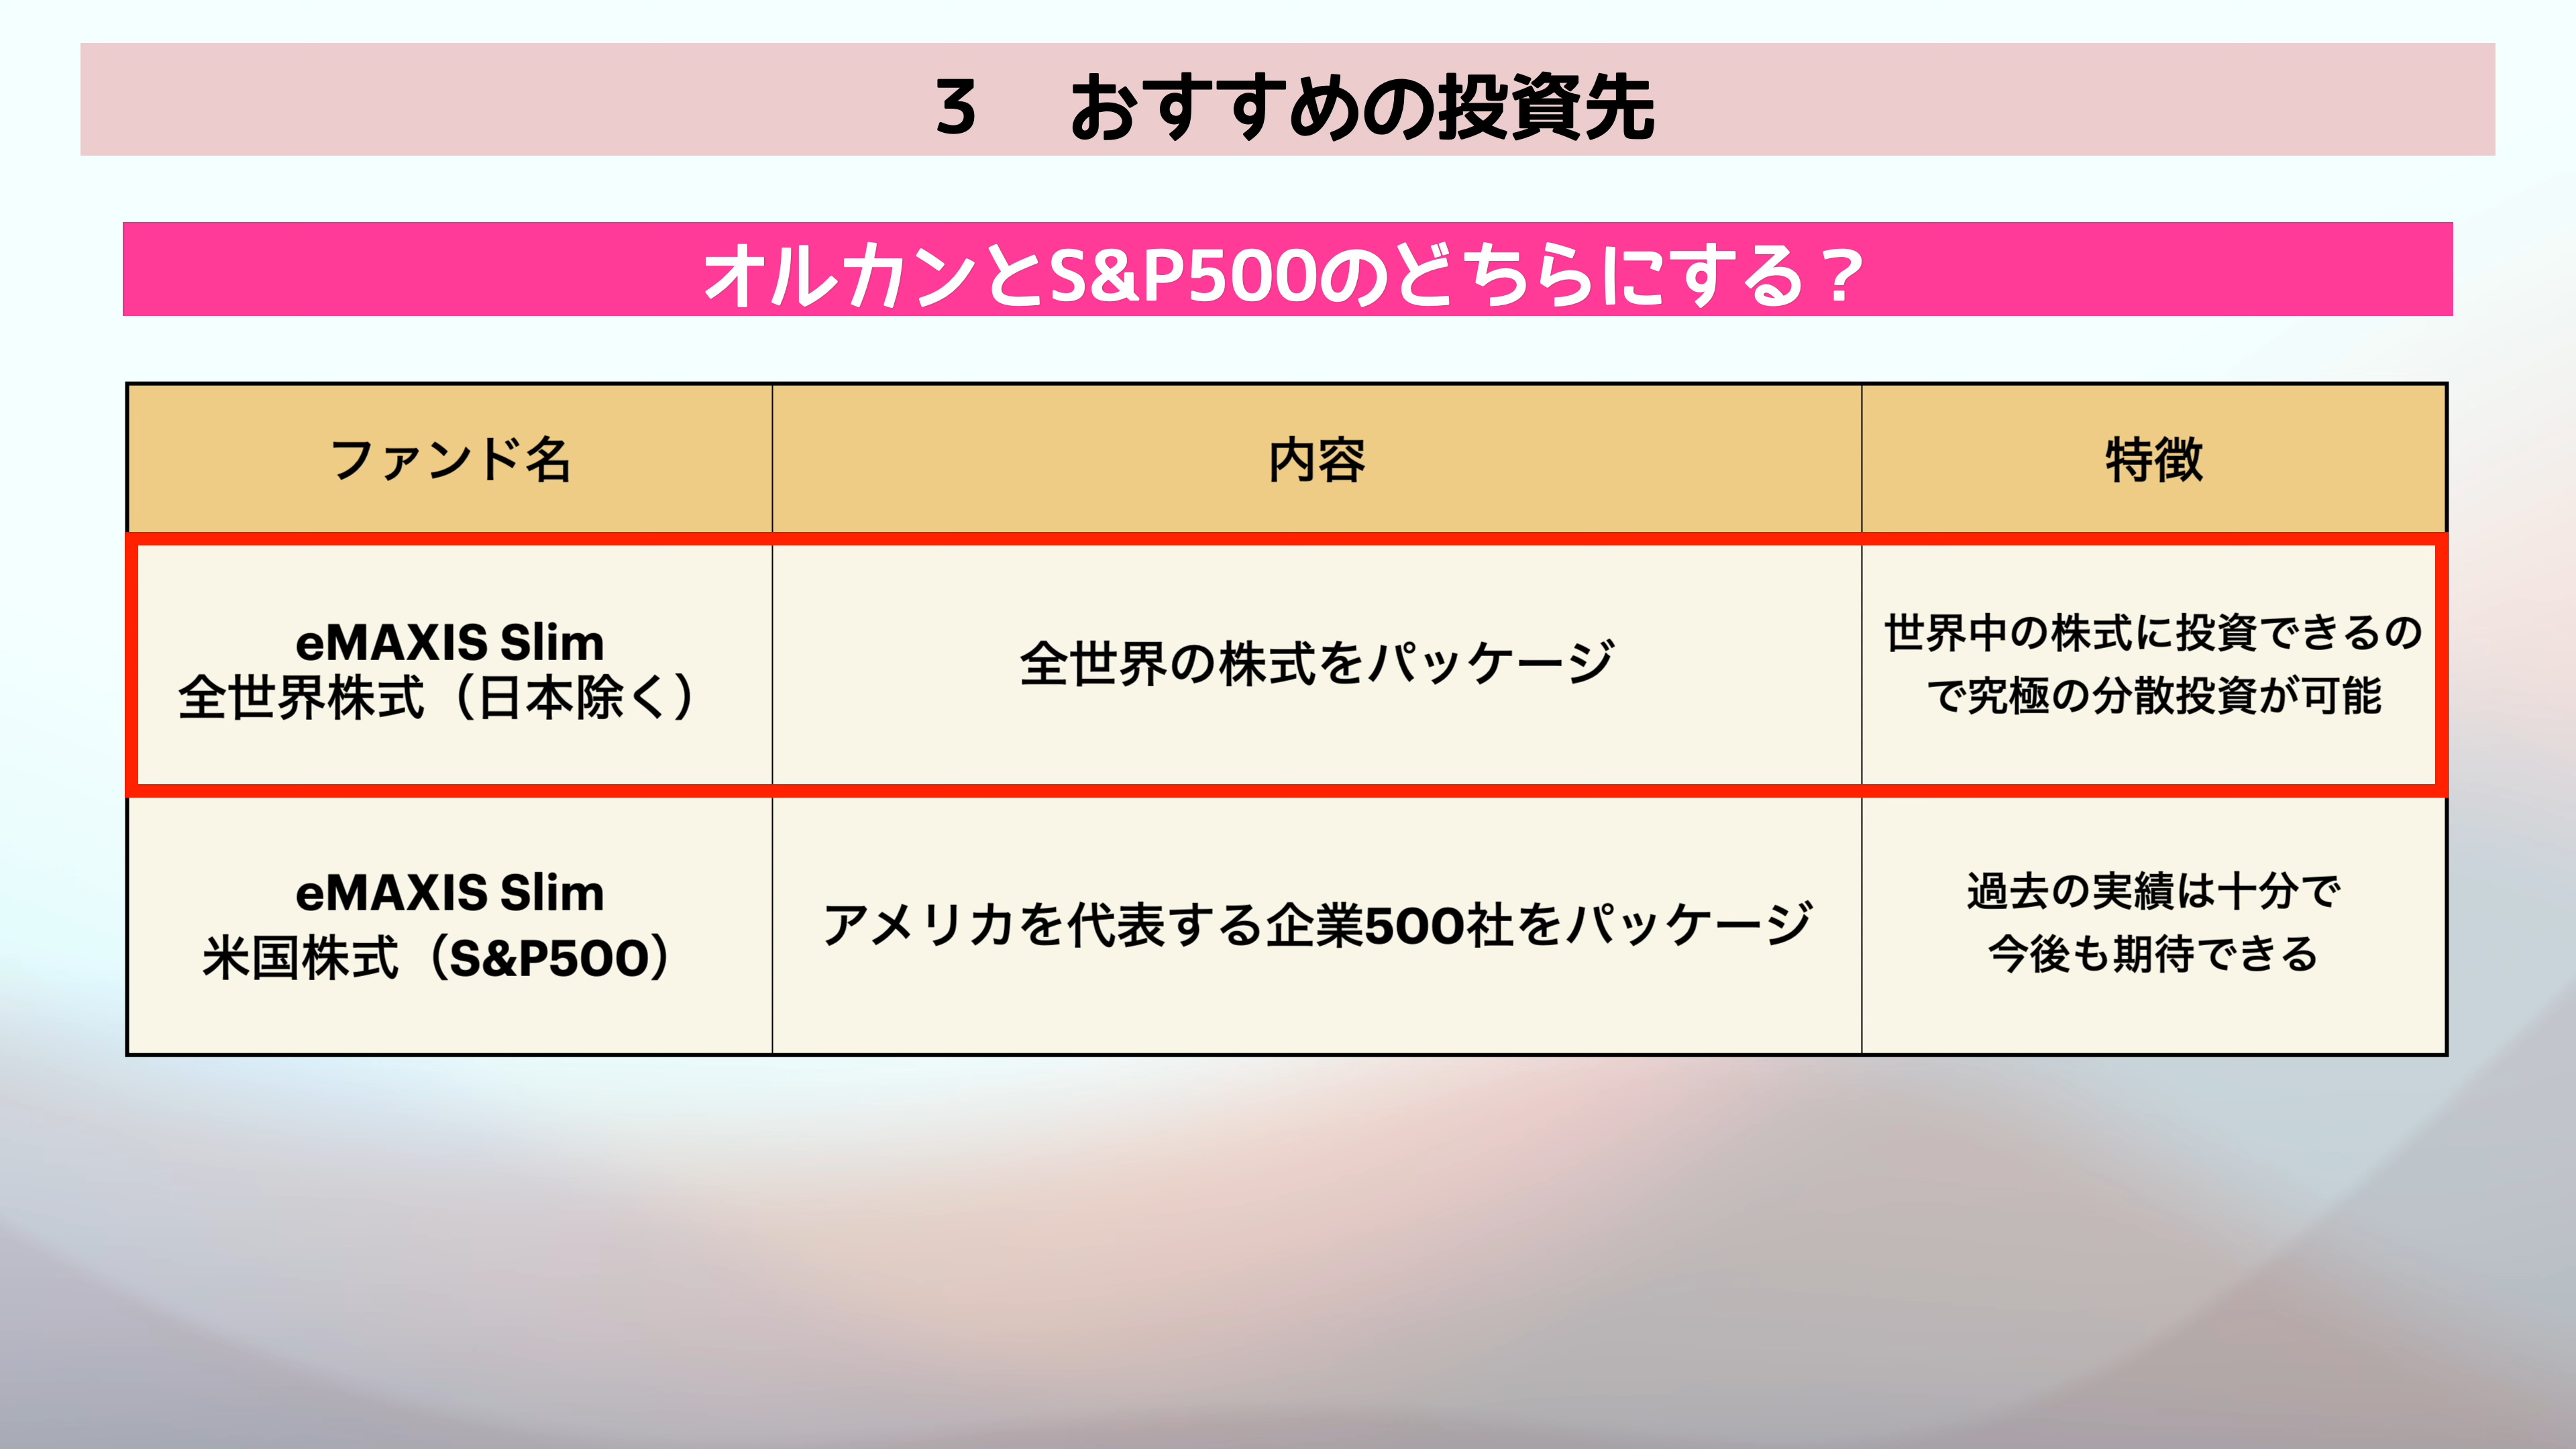 3　おすすめの投資先
オルカンとS&P500のどちらにする？
ファンド名
内容
特徴
eMAXIS Slim
全世界株式（日本除く）
全世界の株式をパッケージ
世界中の株式に投資できるの
で究極の分散投資が可能
eMAXIS Slim
米国株式（S&P500）
アメリカを代表する企業500社をパッケージ
過去の実績は十分で
今後も期待できる